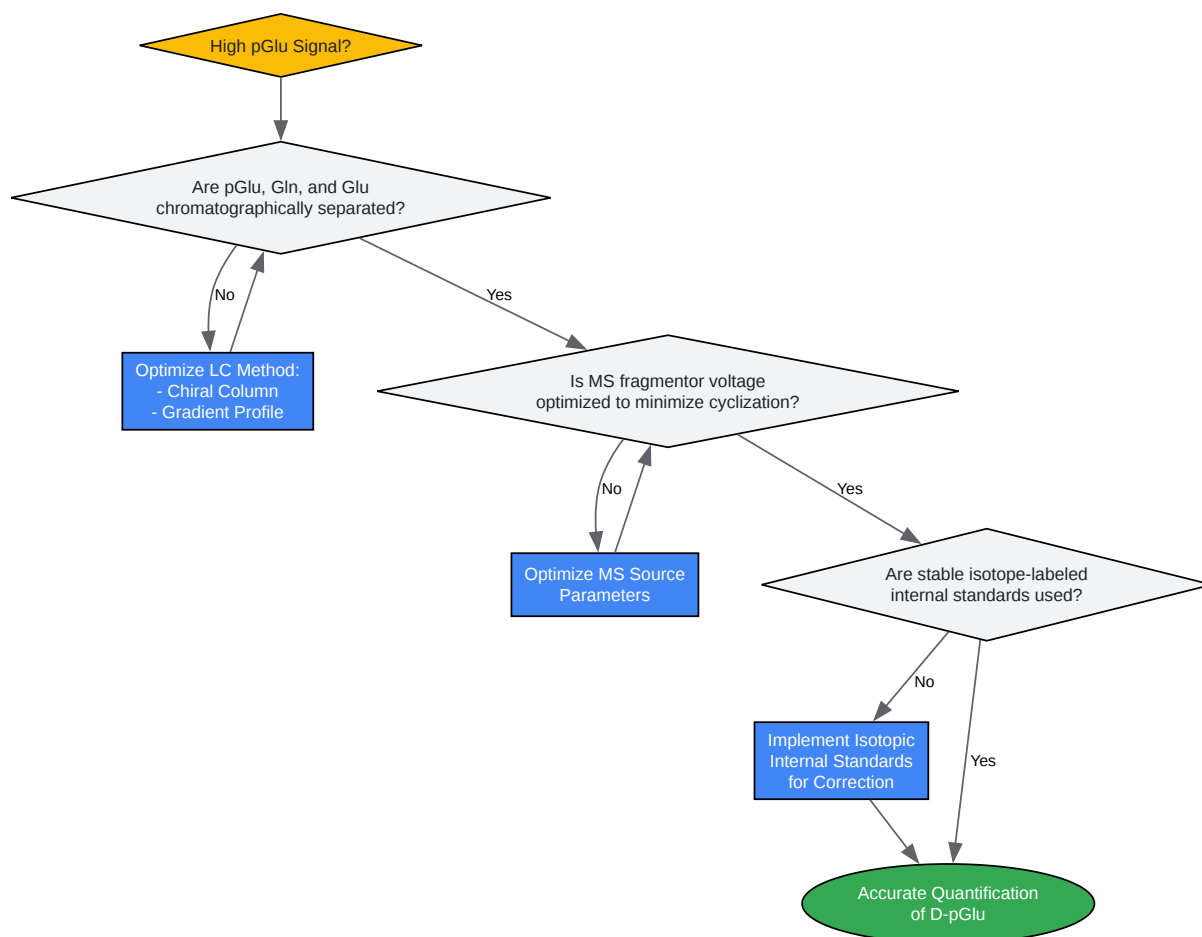 High pGlu Signal?
Are pGlu, Gln, and Glu
chromatographically separated?
No
Yes
Optimize LC Method:
- Chiral Column
- Gradient Profile
Is MS fragmentor voltage
optimized to minimize cyclization?
No
Yes
Optimize MS Source
Parameters
Are stable isotope-labeled
internal standards used?
No
Yes
Implement Isotopic
Internal Standards
for Correction
Accurate Quantification
of D-pGlu